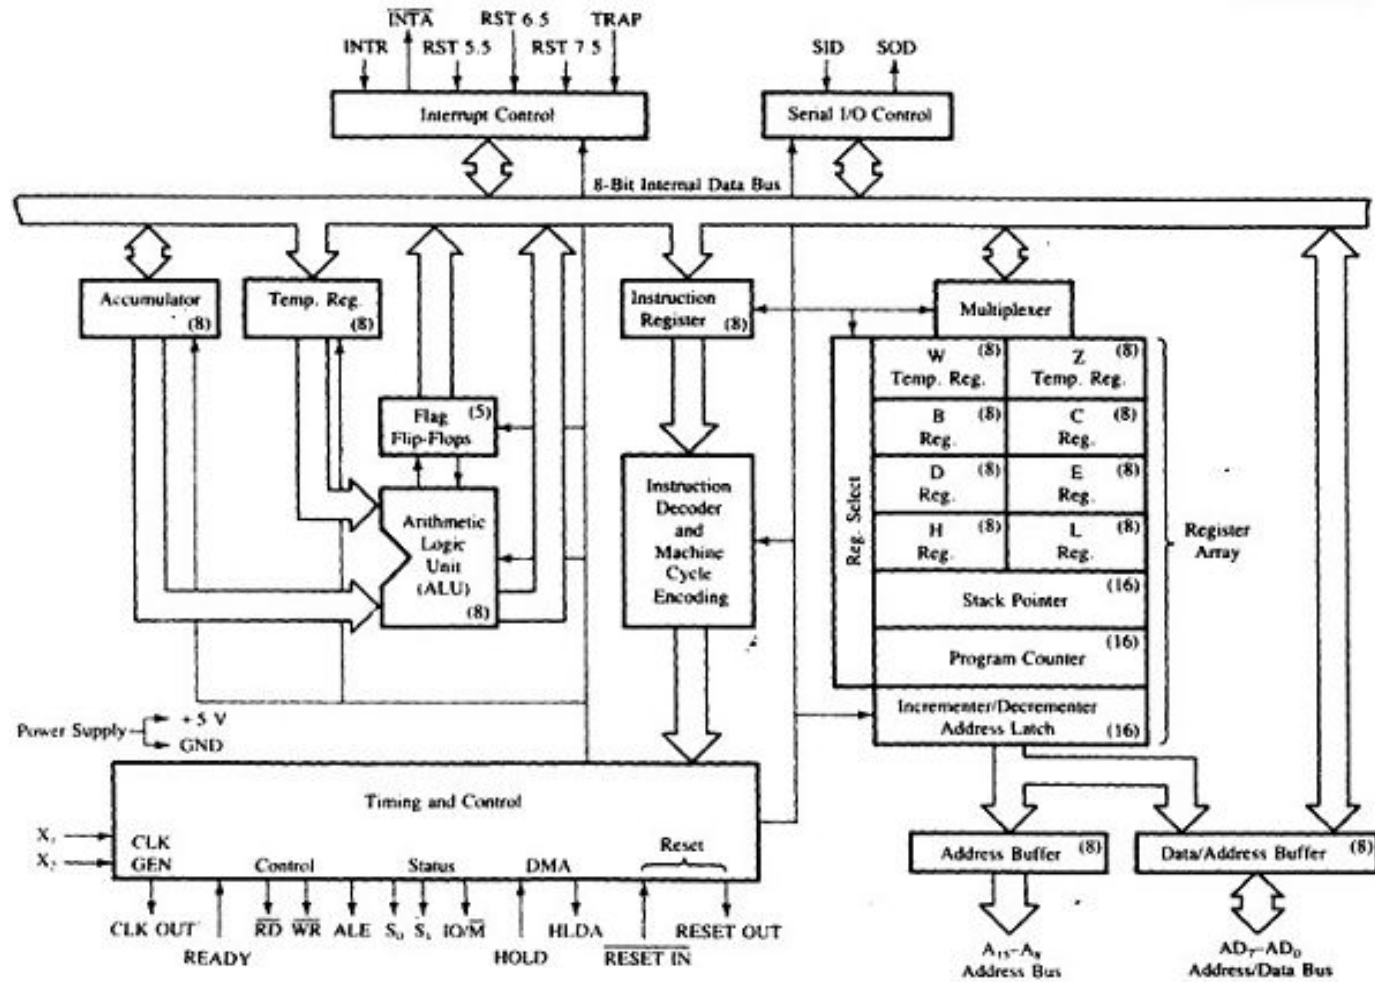 INTA RST 6.5 TRAP
INTR RST 5.5 RST 7.5
SID SOD
Interrupt Control
Serial I/O Control
8-Bit Internal Data Bus
Accumulator
(8)
Temp. Reg.
(8)
Instruction
Register (8)
Multiplexer
Flag (5)
Flip-Flops
Arithmetic
Logic
Unit
(ALU)
(8)
Instruction
Decoder
and
Machine
Cycle
Encoding
Reg. Select
W (8)
Temp. Reg.
Z (8)
Temp. Reg.
B (8)
Reg.
C (8)
Reg.
D (8)
Reg.
E (8)
Reg.
H (8)
Reg.
L (8)
Reg.
(16)
Stack Pointer
(16)
Program Counter
Incrementer/Decrementer
Address Latch (16)
Register
Array
Power Supply
+5 V
GND
Timing and Control
X₁
X₂
CLK
GEN
Control
Status
DMA
Reset
CLK OUT
READY
RD WR ALE S₀ S₁ IO/M
HOLD
HLDA
RESET IN
RESET OUT
Address Buffer (8)
Data/Address Buffer (8)
A₁₅–A₈
Address Bus
AD₇–AD₀
Address/Data Bus